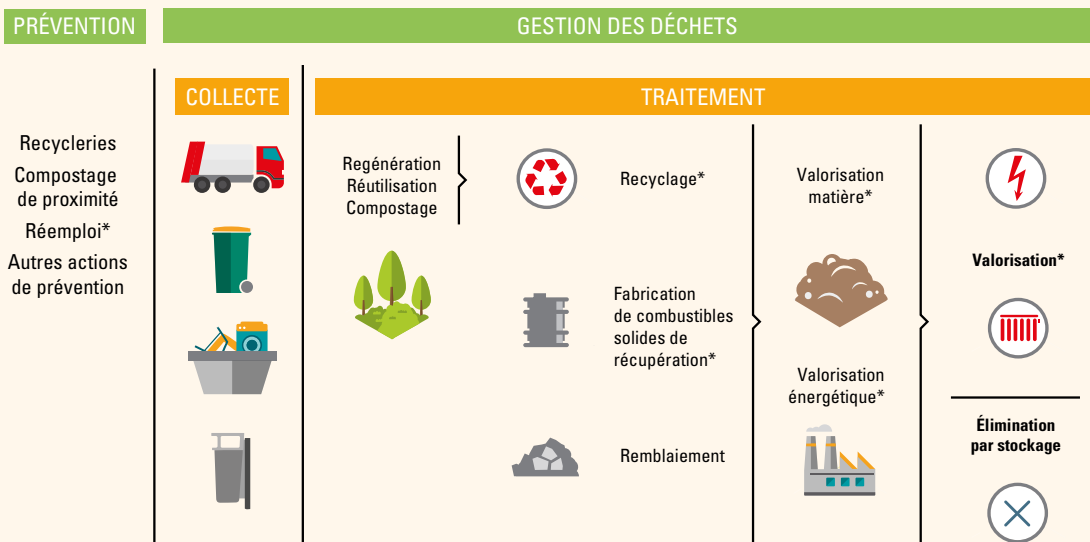 PRÉVENTION
GESTION DES DÉCHETS
COLLECTE
TRAITEMENT
Recycleries
Compostage
de proximité
Réemploi*
Autres actions
de prévention
Regénération
Réutilisation
Compostage
Recyclage*
Fabrication
de combustibles
solides de
récupération*
Remblaiement
Valorisation
matière*
Valorisation
énergétique*
Valorisation*
Élimination
par stockage